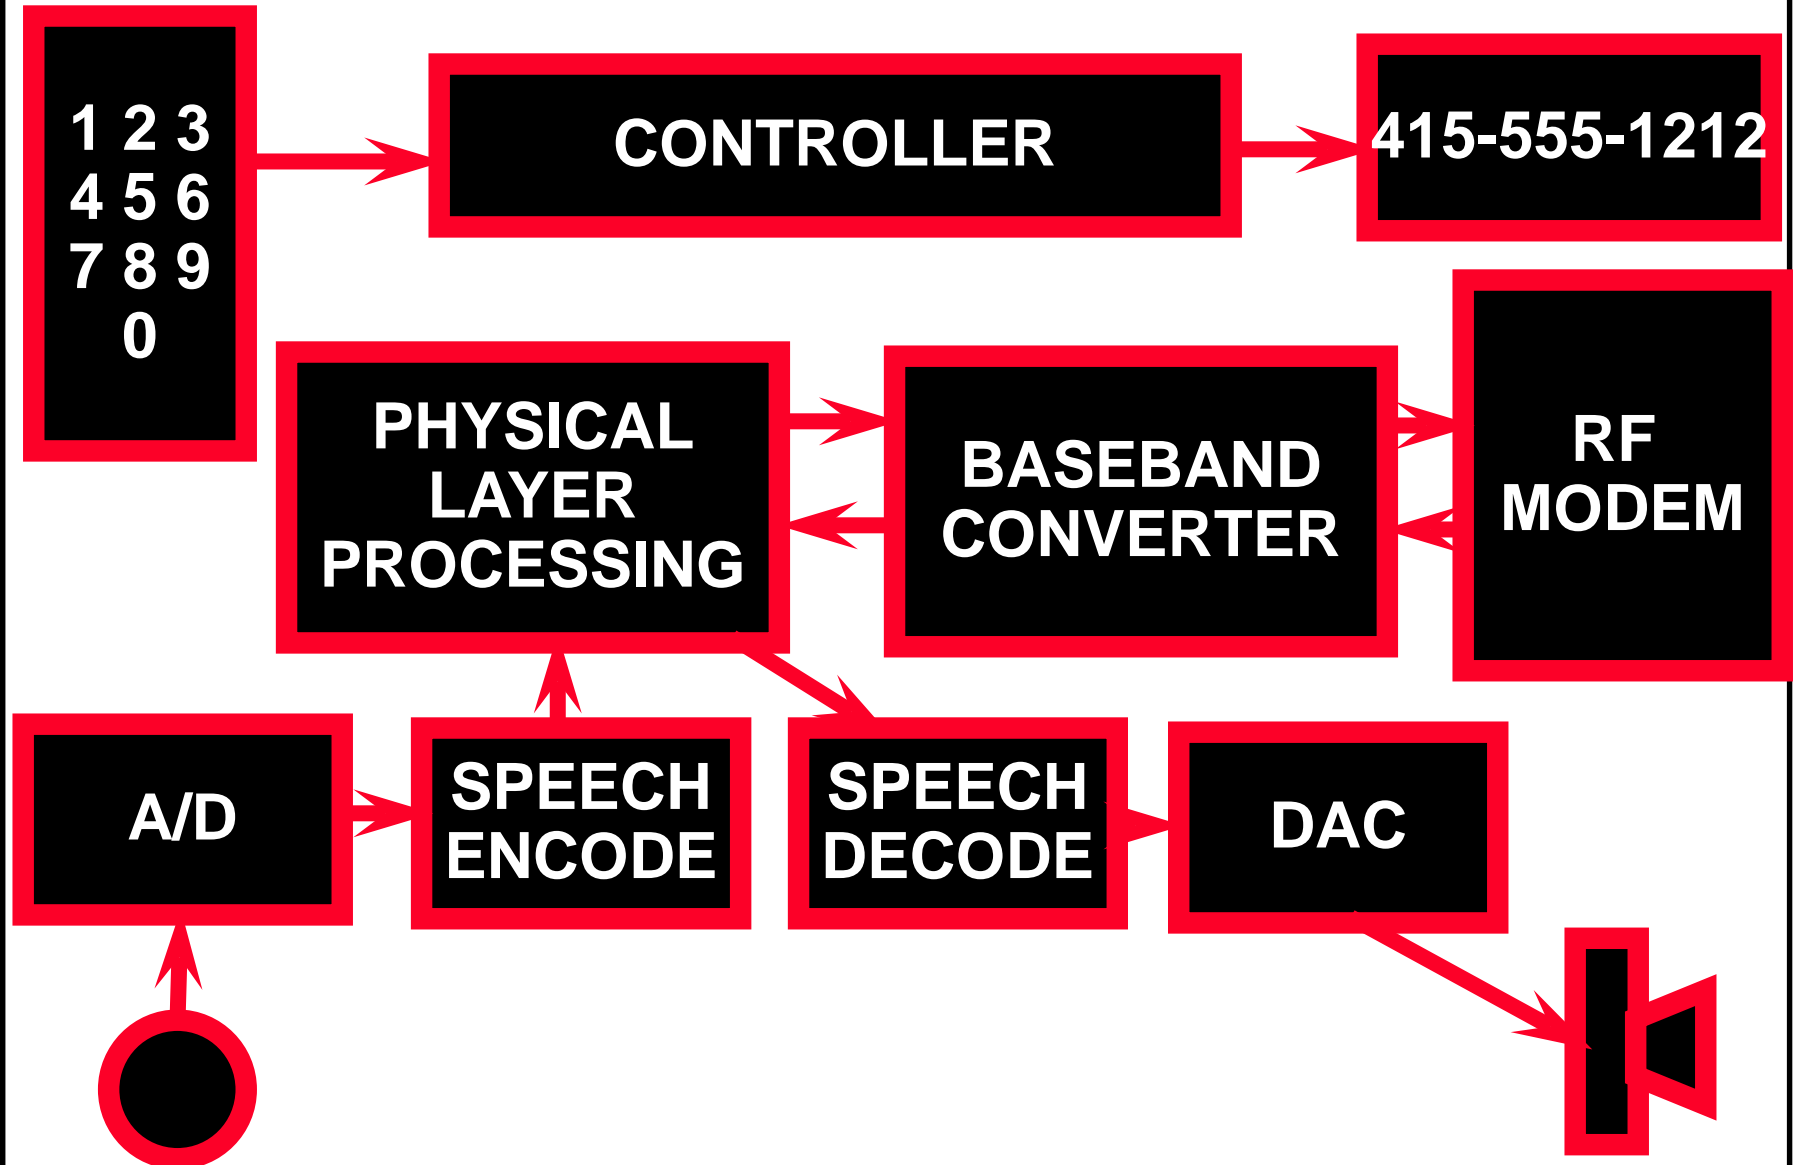 1 2 3
4 5 6
7 8 9
0
CONTROLLER
415-555-1212
PHYSICAL
LAYER
PROCESSING
BASEBAND
CONVERTER
RF
MODEM
A/D
SPEECH
ENCODE
SPEECH
DECODE
DAC